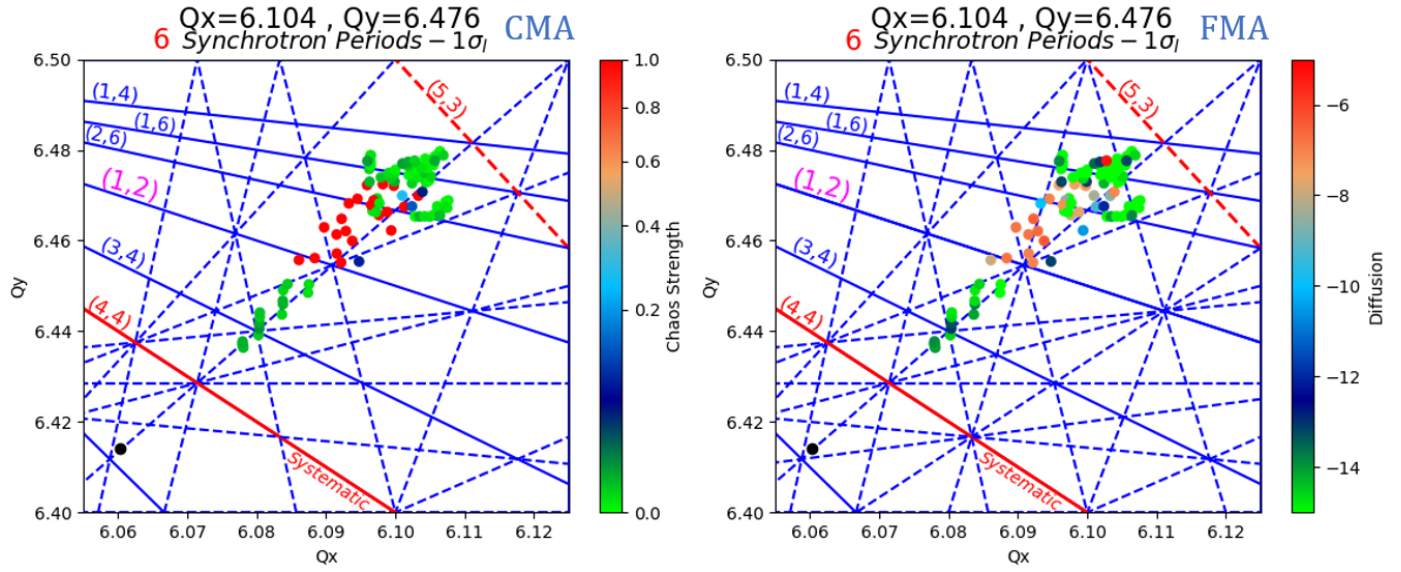 Qx=6.104 , Qy=6.476 CMA
6 Synchrotron Periods − 1σ_l
6.50
6.48
6.46
6.44
6.42
6.40
Qy
(1,4)
(1,6)
(2,6)
(1,2)
(3,4)
(4,4)
(5,3)
Systematic
6.06 6.07 6.08 6.09 6.10 6.11 6.12
Qx
1.0
0.8
0.6
0.4
0.2
0.0
Chaos Strength
Qx=6.104 , Qy=6.476 FMA
6 Synchrotron Periods − 1σ_l
6.50
6.48
6.46
6.44
6.42
6.40
Qy
(1,4)
(1,6)
(2,6)
(1,2)
(3,4)
(4,4)
(5,3)
Systematic
6.06 6.07 6.08 6.09 6.10 6.11 6.12
Qx
−6
−8
−10
−12
−14
Diffusion